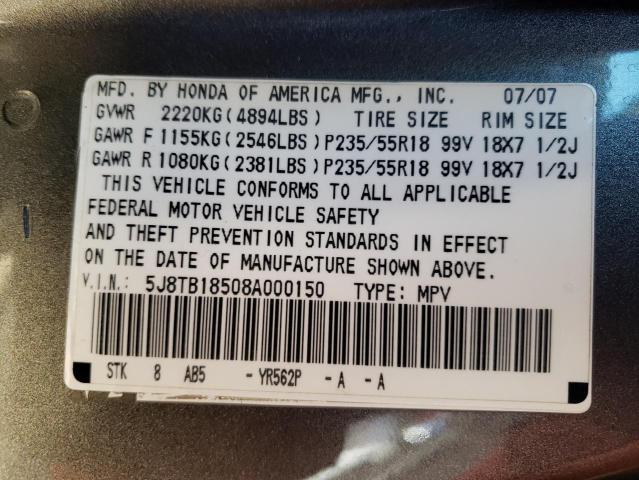 MFD. BY HONDA OF AMERICA MFG., INC. 07/07
GVWR 2220KG(4894LBS) TIRE SIZE RIM SIZE
GAWR F 1155KG(2546LBS)P235/55R18 99V 18X7 1/2J
GAWR R 1080KG(2381LBS)P235/55R18 99V 18X7 1/2J
THIS VEHICLE CONFORMS TO ALL APPLICABLE
FEDERAL MOTOR VEHICLE SAFETY
AND THEFT PREVENTION STANDARDS IN EFFECT
ON THE DATE OF MANUFACTURE SHOWN ABOVE.
V.I.N.: 5J8TB18508A000150 TYPE: MPV
STK 8 AB5 -YR562P -A -A